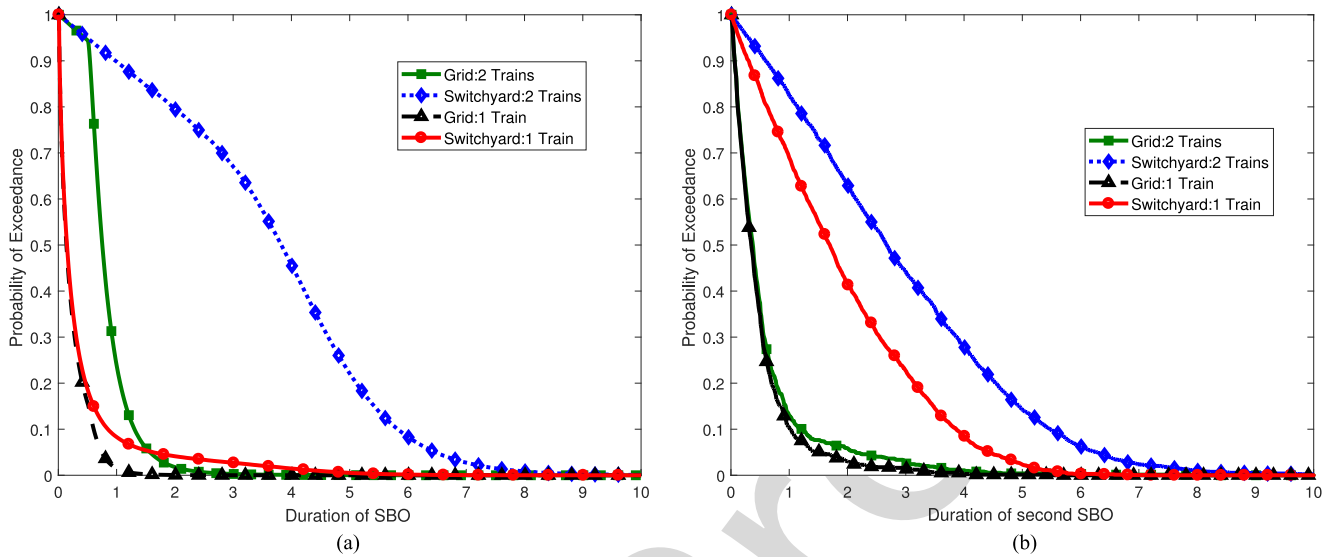 1
0.9
0.8
0.7
0.6
0.5
0.4
0.3
0.2
0.1
0
Probability of Exceedance
0 1 2 3 4 5 6 7 8 9 10
Duration of SBO
Grid:2 Trains
Switchyard:2 Trains
Grid:1 Train
Switchyard:1 Train
(a)
1
0.9
0.8
0.7
0.6
0.5
0.4
0.3
0.2
0.1
0
Probability of Exceedance
0 1 2 3 4 5 6 7 8 9 10
Duration of second SBO
Grid:2 Trains
Switchyard:2 Trains
Grid:1 Train
Switchyard:1 Train
(b)